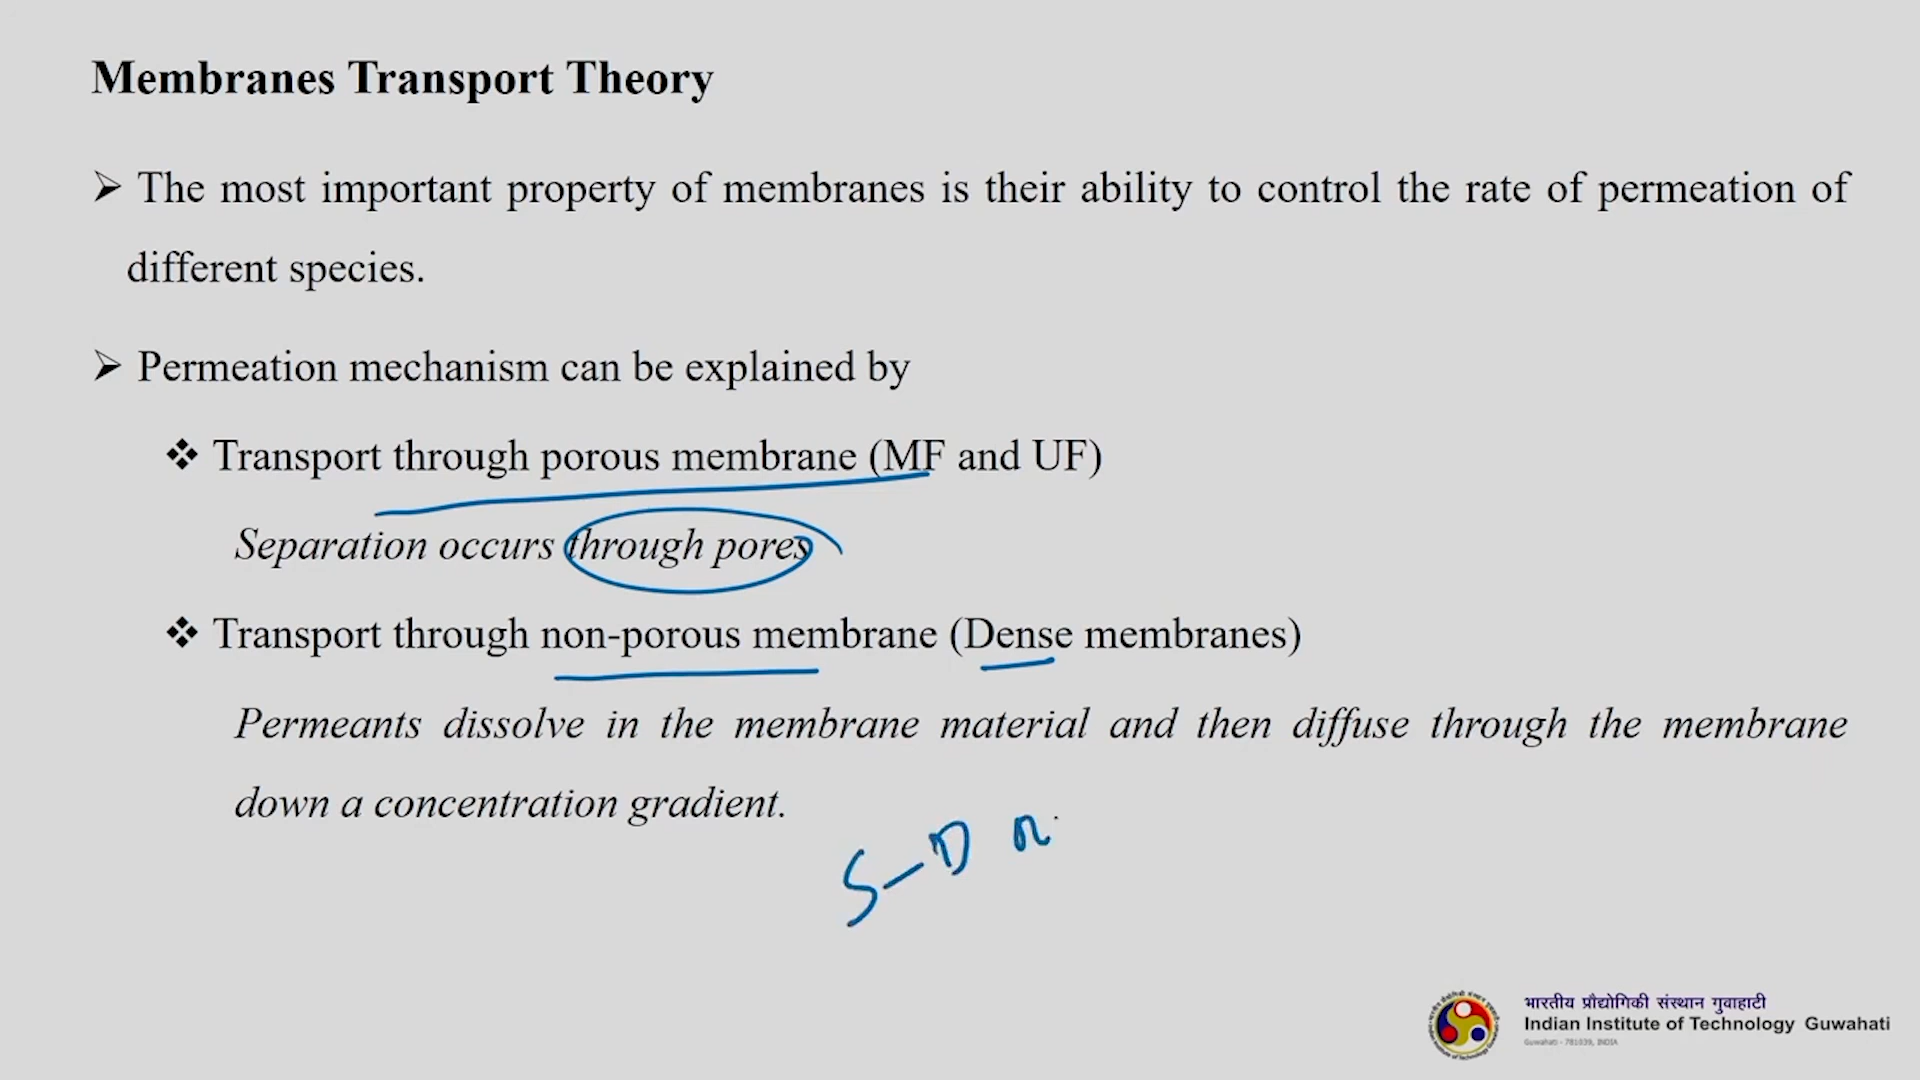 Membranes Transport Theory
➢ The most important property of membranes is their ability to control the rate of permeation of
different species.
➢ Permeation mechanism can be explained by
❖ Transport through porous membrane (MF and UF)
Separation occurs through pores
❖ Transport through non-porous membrane (Dense membranes)
Permeants dissolve in the membrane material and then diffuse through the membrane
down a concentration gradient.
S-D
भारतीय प्रौद्योगिकी संस्थान गुवाहाटी
Indian Institute of Technology Guwahati
Guwahati - 781039, INDIA